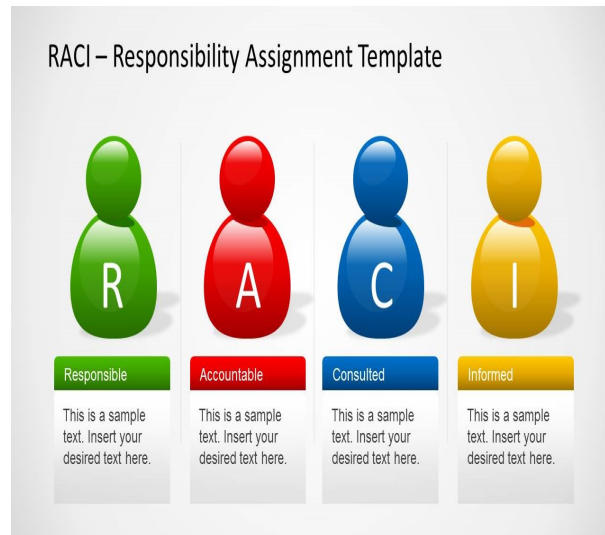 RACI – Responsibility Assignment Template
R
A
C
I
Responsible
This is a sample
text. Insert your
desired text here.
Accountable
This is a sample
text. Insert your
desired text here.
Consulted
This is a sample
text. Insert your
desired text here.
Informed
This is a sample
text. Insert your
desired text here.